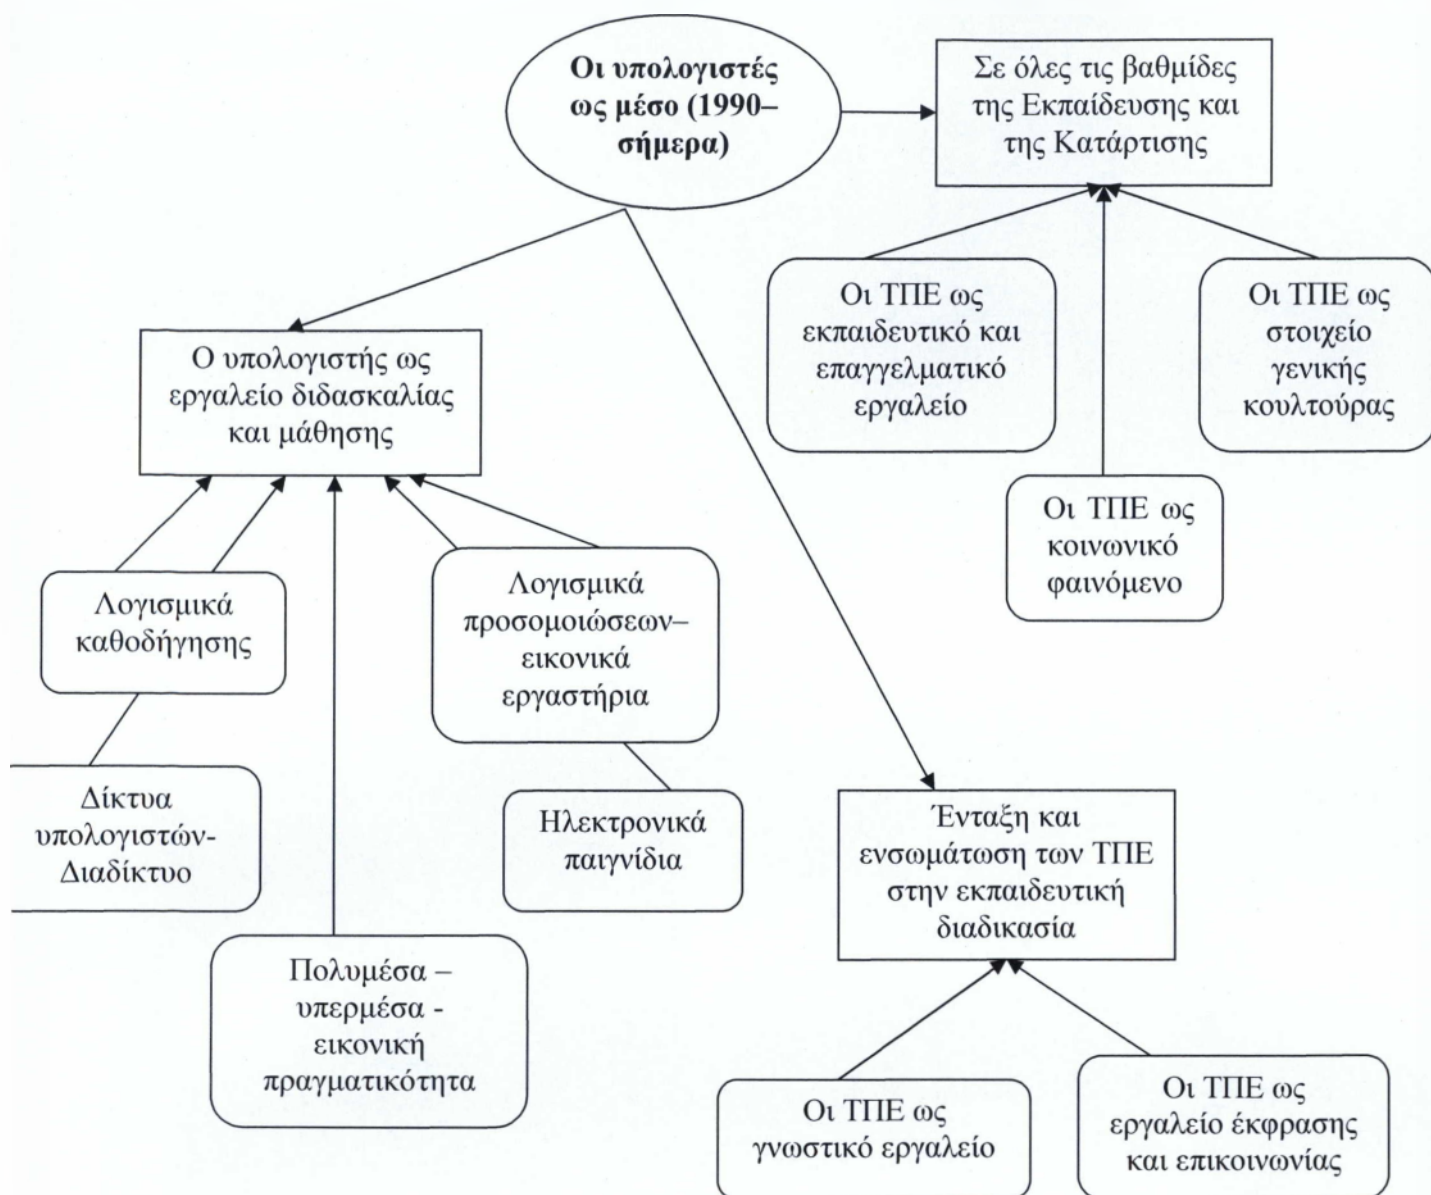 Οι υπολογιστές
ως μέσο (1990–
σήμερα)
Σε όλες τις βαθμίδες
της Εκπαίδευσης και
της Κατάρτισης
Οι ΤΠΕ ως
εκπαιδευτικό και
επαγγελματικό
εργαλείο
Οι ΤΠΕ ως
στοιχείο
γενικής
κουλτούρας
Οι ΤΠΕ ως
κοινωνικό
φαινόμενο
Ο υπολογιστής ως
εργαλείο διδασκαλίας
και μάθησης
Λογισμικά
καθοδήγησης
Λογισμικά
προσομοιώσεων–
εικονικά
εργαστήρια
Δίκτυα
υπολογιστών-
Διαδίκτυο
Ηλεκτρονικά
παιγνίδια
Πολυμέσα –
υπερμέσα -
εικονική
πραγματικότητα
Ένταξη και
ενσωμάτωση των ΤΠΕ
στην εκπαιδευτική
διαδικασία
Οι ΤΠΕ ως
γνωστικό εργαλείο
Οι ΤΠΕ ως
εργαλείο έκφρασης
και επικοινωνίας